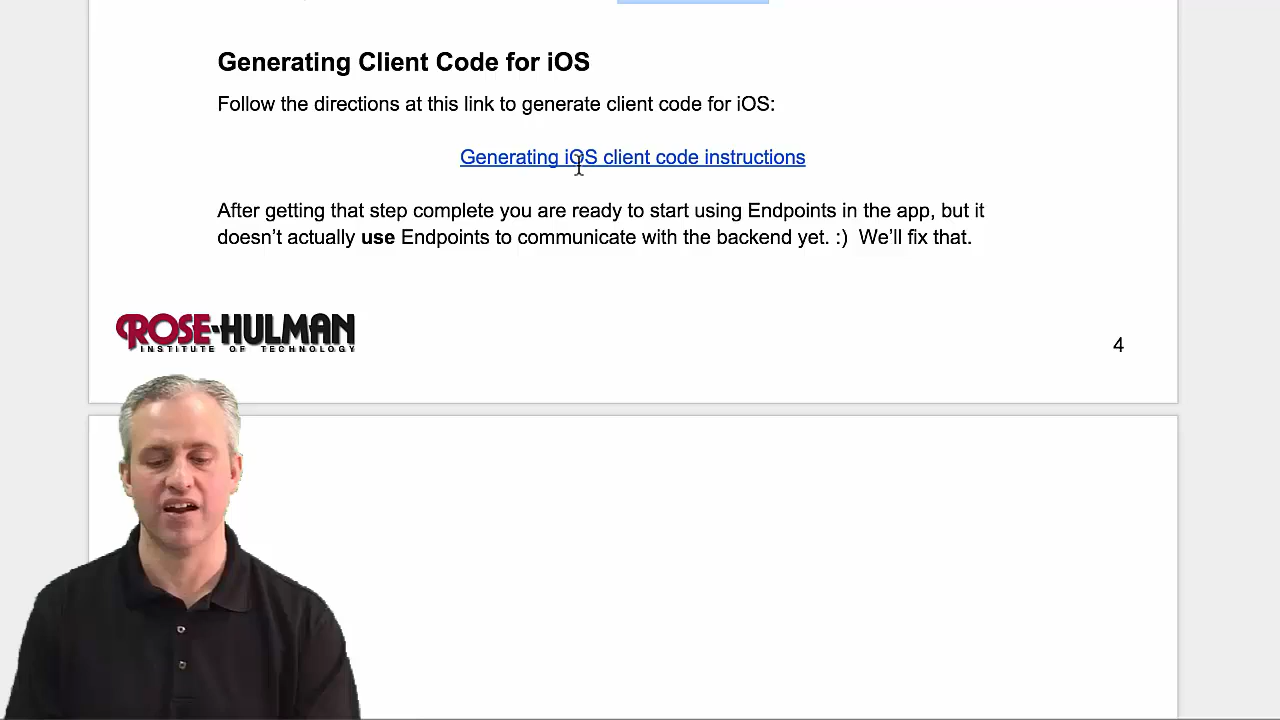 Generating Client Code for iOS
Follow the directions at this link to generate client code for iOS:
Generating iOS client code instructions
After getting that step complete you are ready to start using Endpoints in the app, but it
doesn’t actually use Endpoints to communicate with the backend yet. :)  We’ll fix that.
ROSE-HULMAN
INSTITUTE OF TECHNOLOGY
4